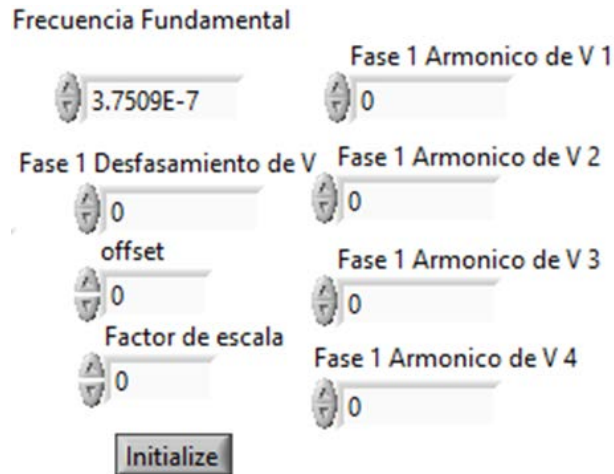 Frecuencia Fundamental
3.7509E-7
Fase 1 Desfasamiento de V
0
offset
0
Factor de escala
0
Initialize
Fase 1 Armonico de V 1
0
Fase 1 Armonico de V 2
0
Fase 1 Armonico de V 3
0
Fase 1 Armonico de V 4
0